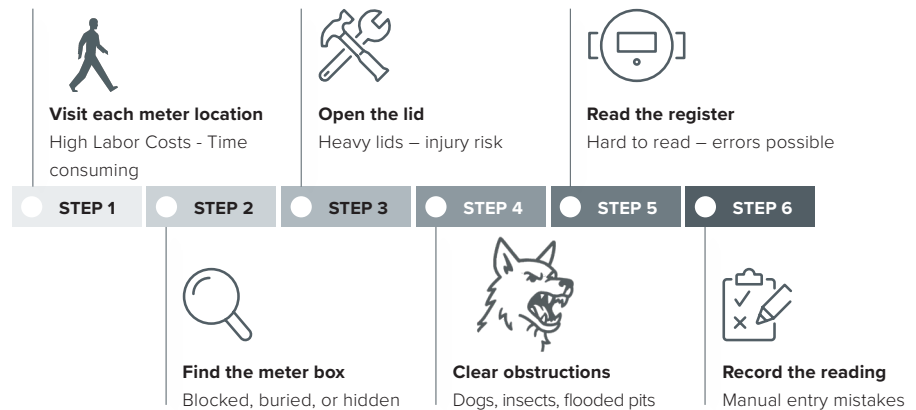 Visit each meter location
High Labor Costs - Time
consuming
Open the lid
Heavy lids – injury risk
Read the register
Hard to read – errors possible
STEP 1
STEP 2
STEP 3
STEP 4
STEP 5
STEP 6
Find the meter box
Blocked, buried, or hidden
Clear obstructions
Dogs, insects, flooded pits
Record the reading
Manual entry mistakes